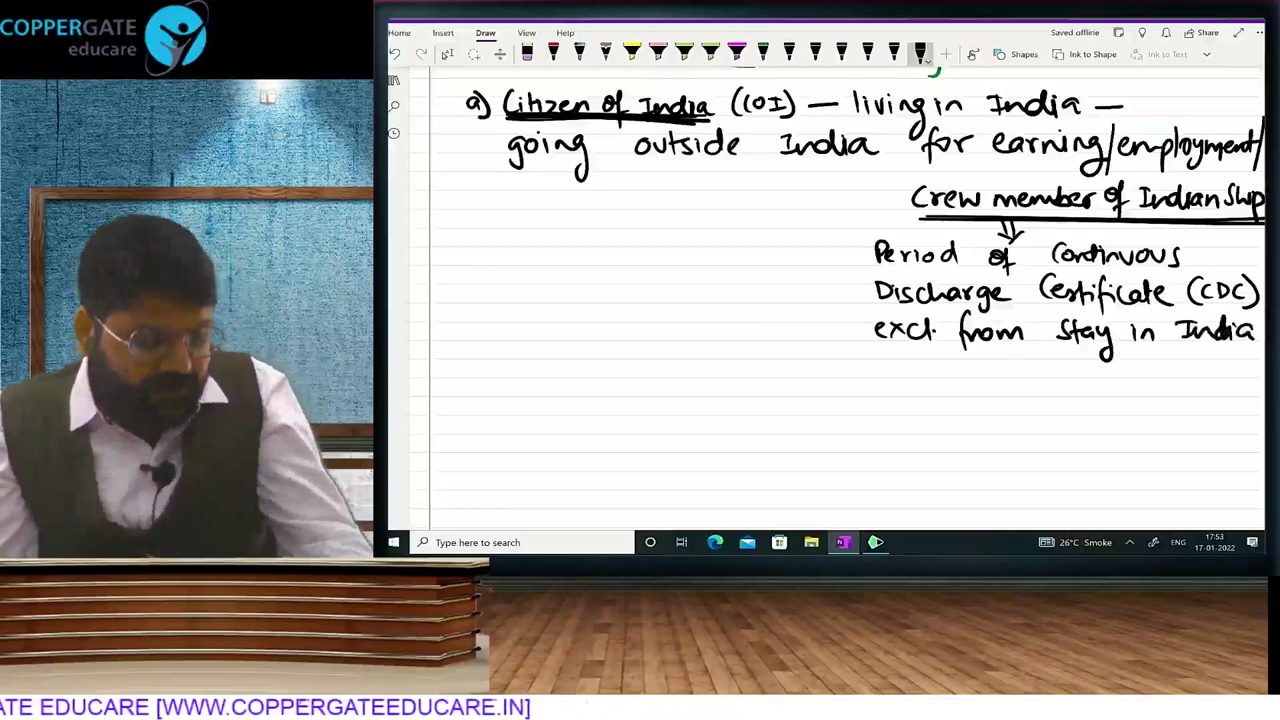 COPPERGATE
educare
Home Insert Draw View Help
Saved offline
Share
Shapes
Ink to Shape
Ink to Text
a) Citizen of India (COI) — living in India —
going outside India for earning/employment/
Crew member of Indian Ship
⇓
Period of Continuous
Discharge Certificate (CDC)
excl. from stay in India
Type here to search
26°C Smoke
ENG
17:53
17-01-2022
ATE EDUCARE [WWW.COPPERGATEEDUCARE.IN]